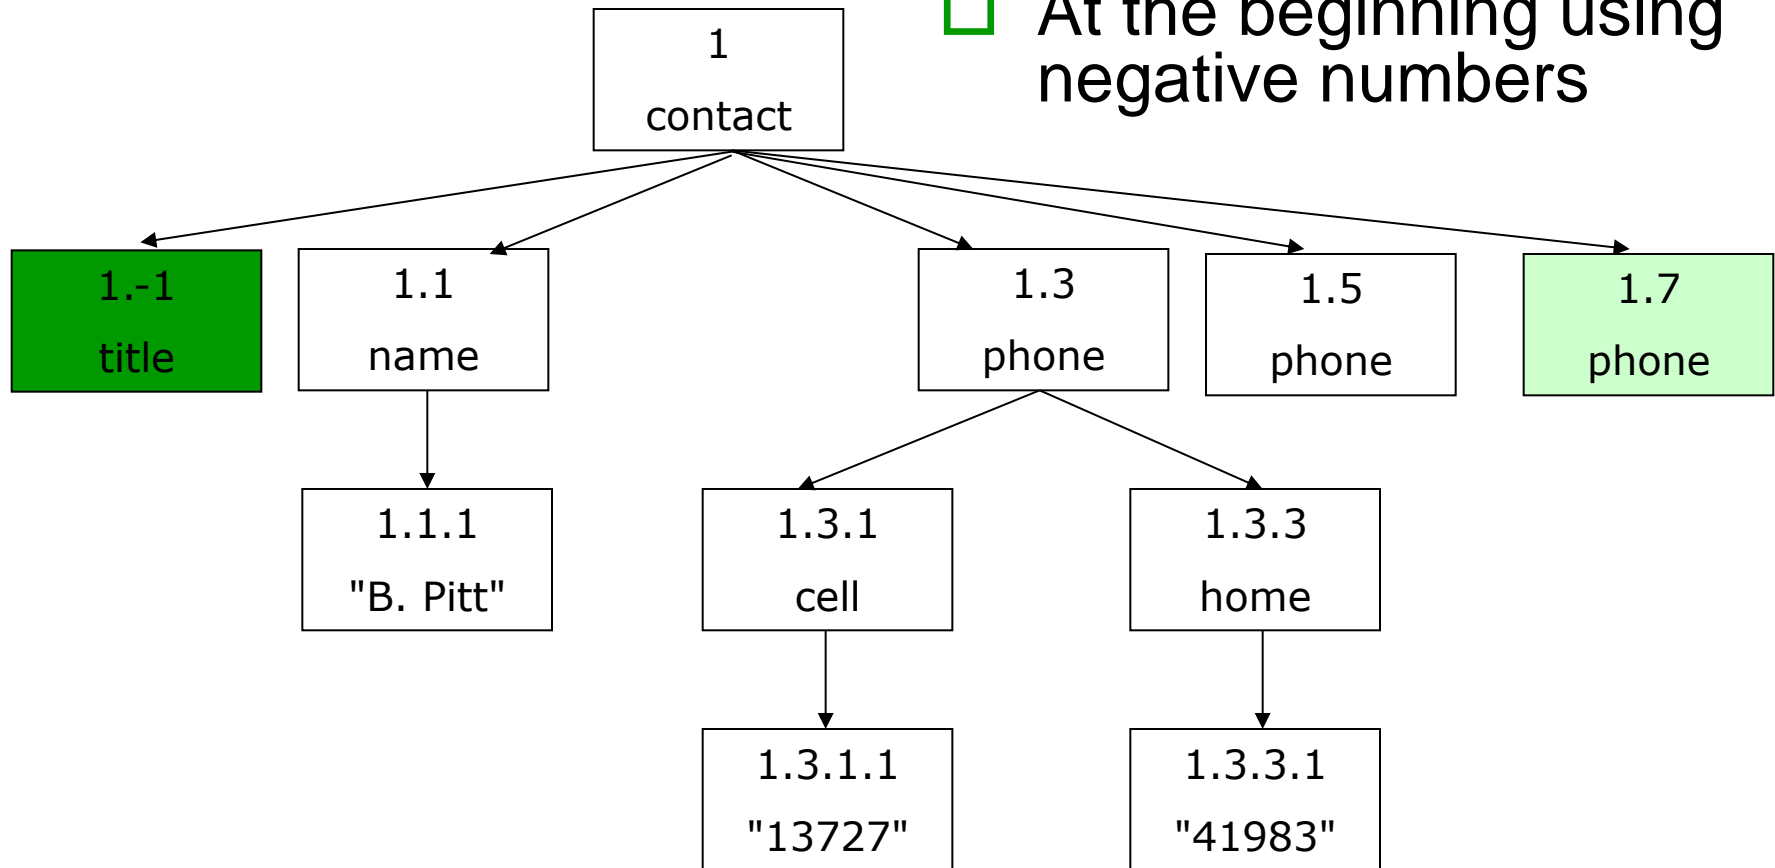 At the beginning using
negative numbers
1
contact
1.-1
title
1.1
name
1.3
phone
1.5
phone
1.7
phone
1.1.1
"B. Pitt"
1.3.1
cell
1.3.3
home
1.3.1.1
"13727"
1.3.3.1
"41983"